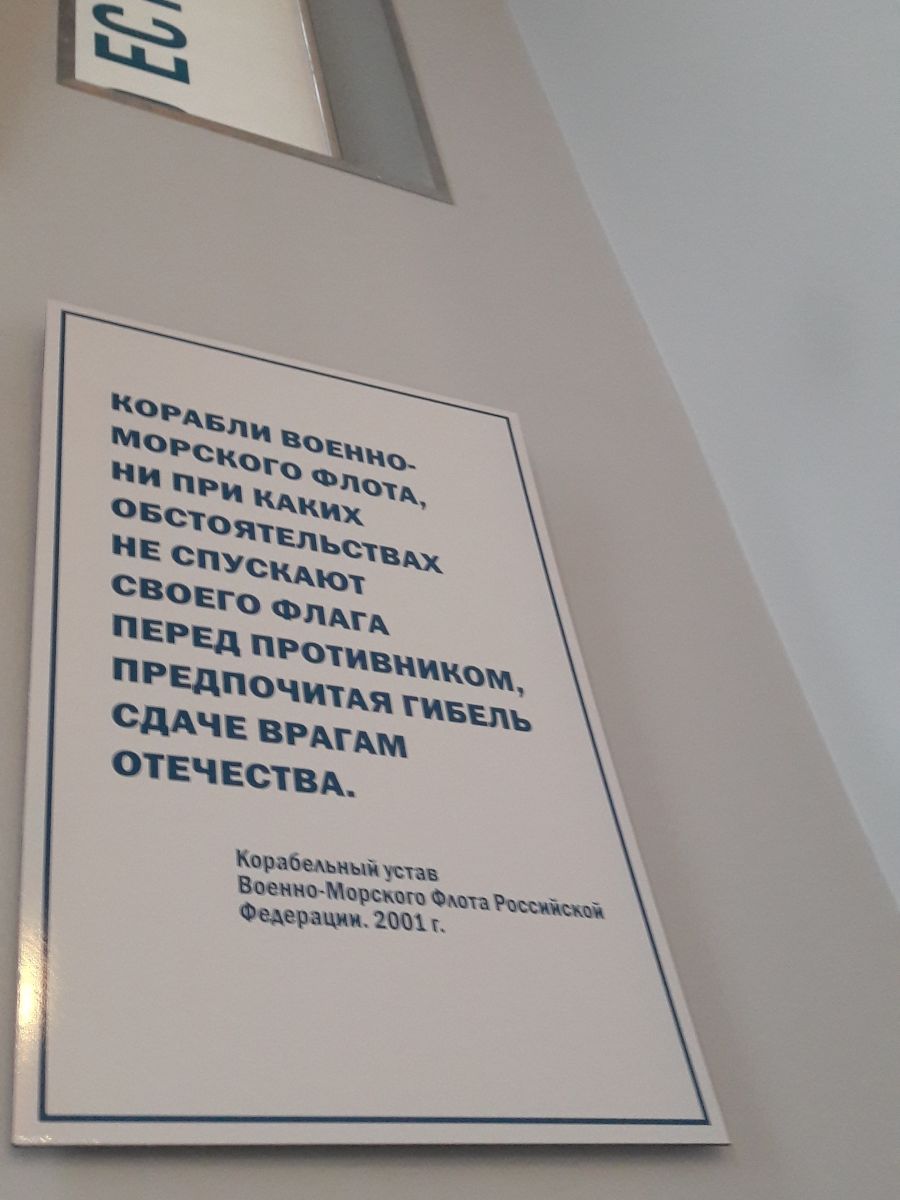 ЕС
КОРАБЛИ ВОЕННО-
МОРСКОГО ФЛОТА,
НИ ПРИ КАКИХ
ОБСТОЯТЕЛЬСТВАХ
НЕ СПУСКАЮТ
СВОЕГО ФЛАГА
ПЕРЕД ПРОТИВНИКОМ,
ПРЕДПОЧИТАЯ ГИБЕЛЬ
СДАЧЕ ВРАГАМ
ОТЕЧЕСТВА.
Корабельный устав
Военно-Морского Флота Российской
Федерации. 2001 г.